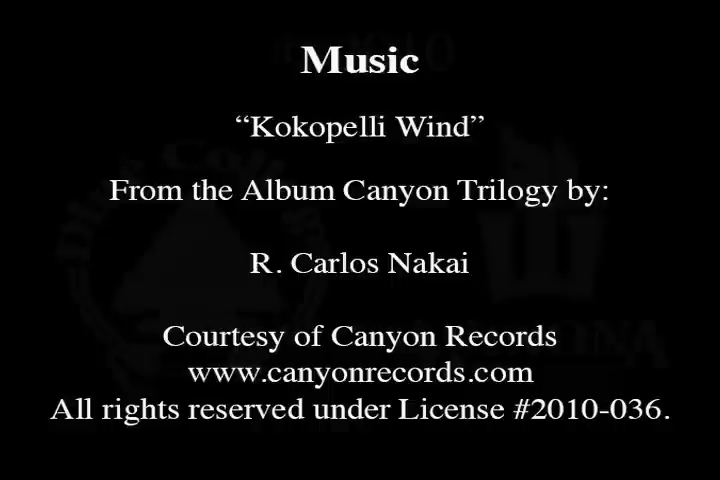 Music
“Kokopelli Wind”
From the Album Canyon Trilogy by:
R. Carlos Nakai
Courtesy of Canyon Records
www.canyonrecords.com
All rights reserved under License #2010-036.